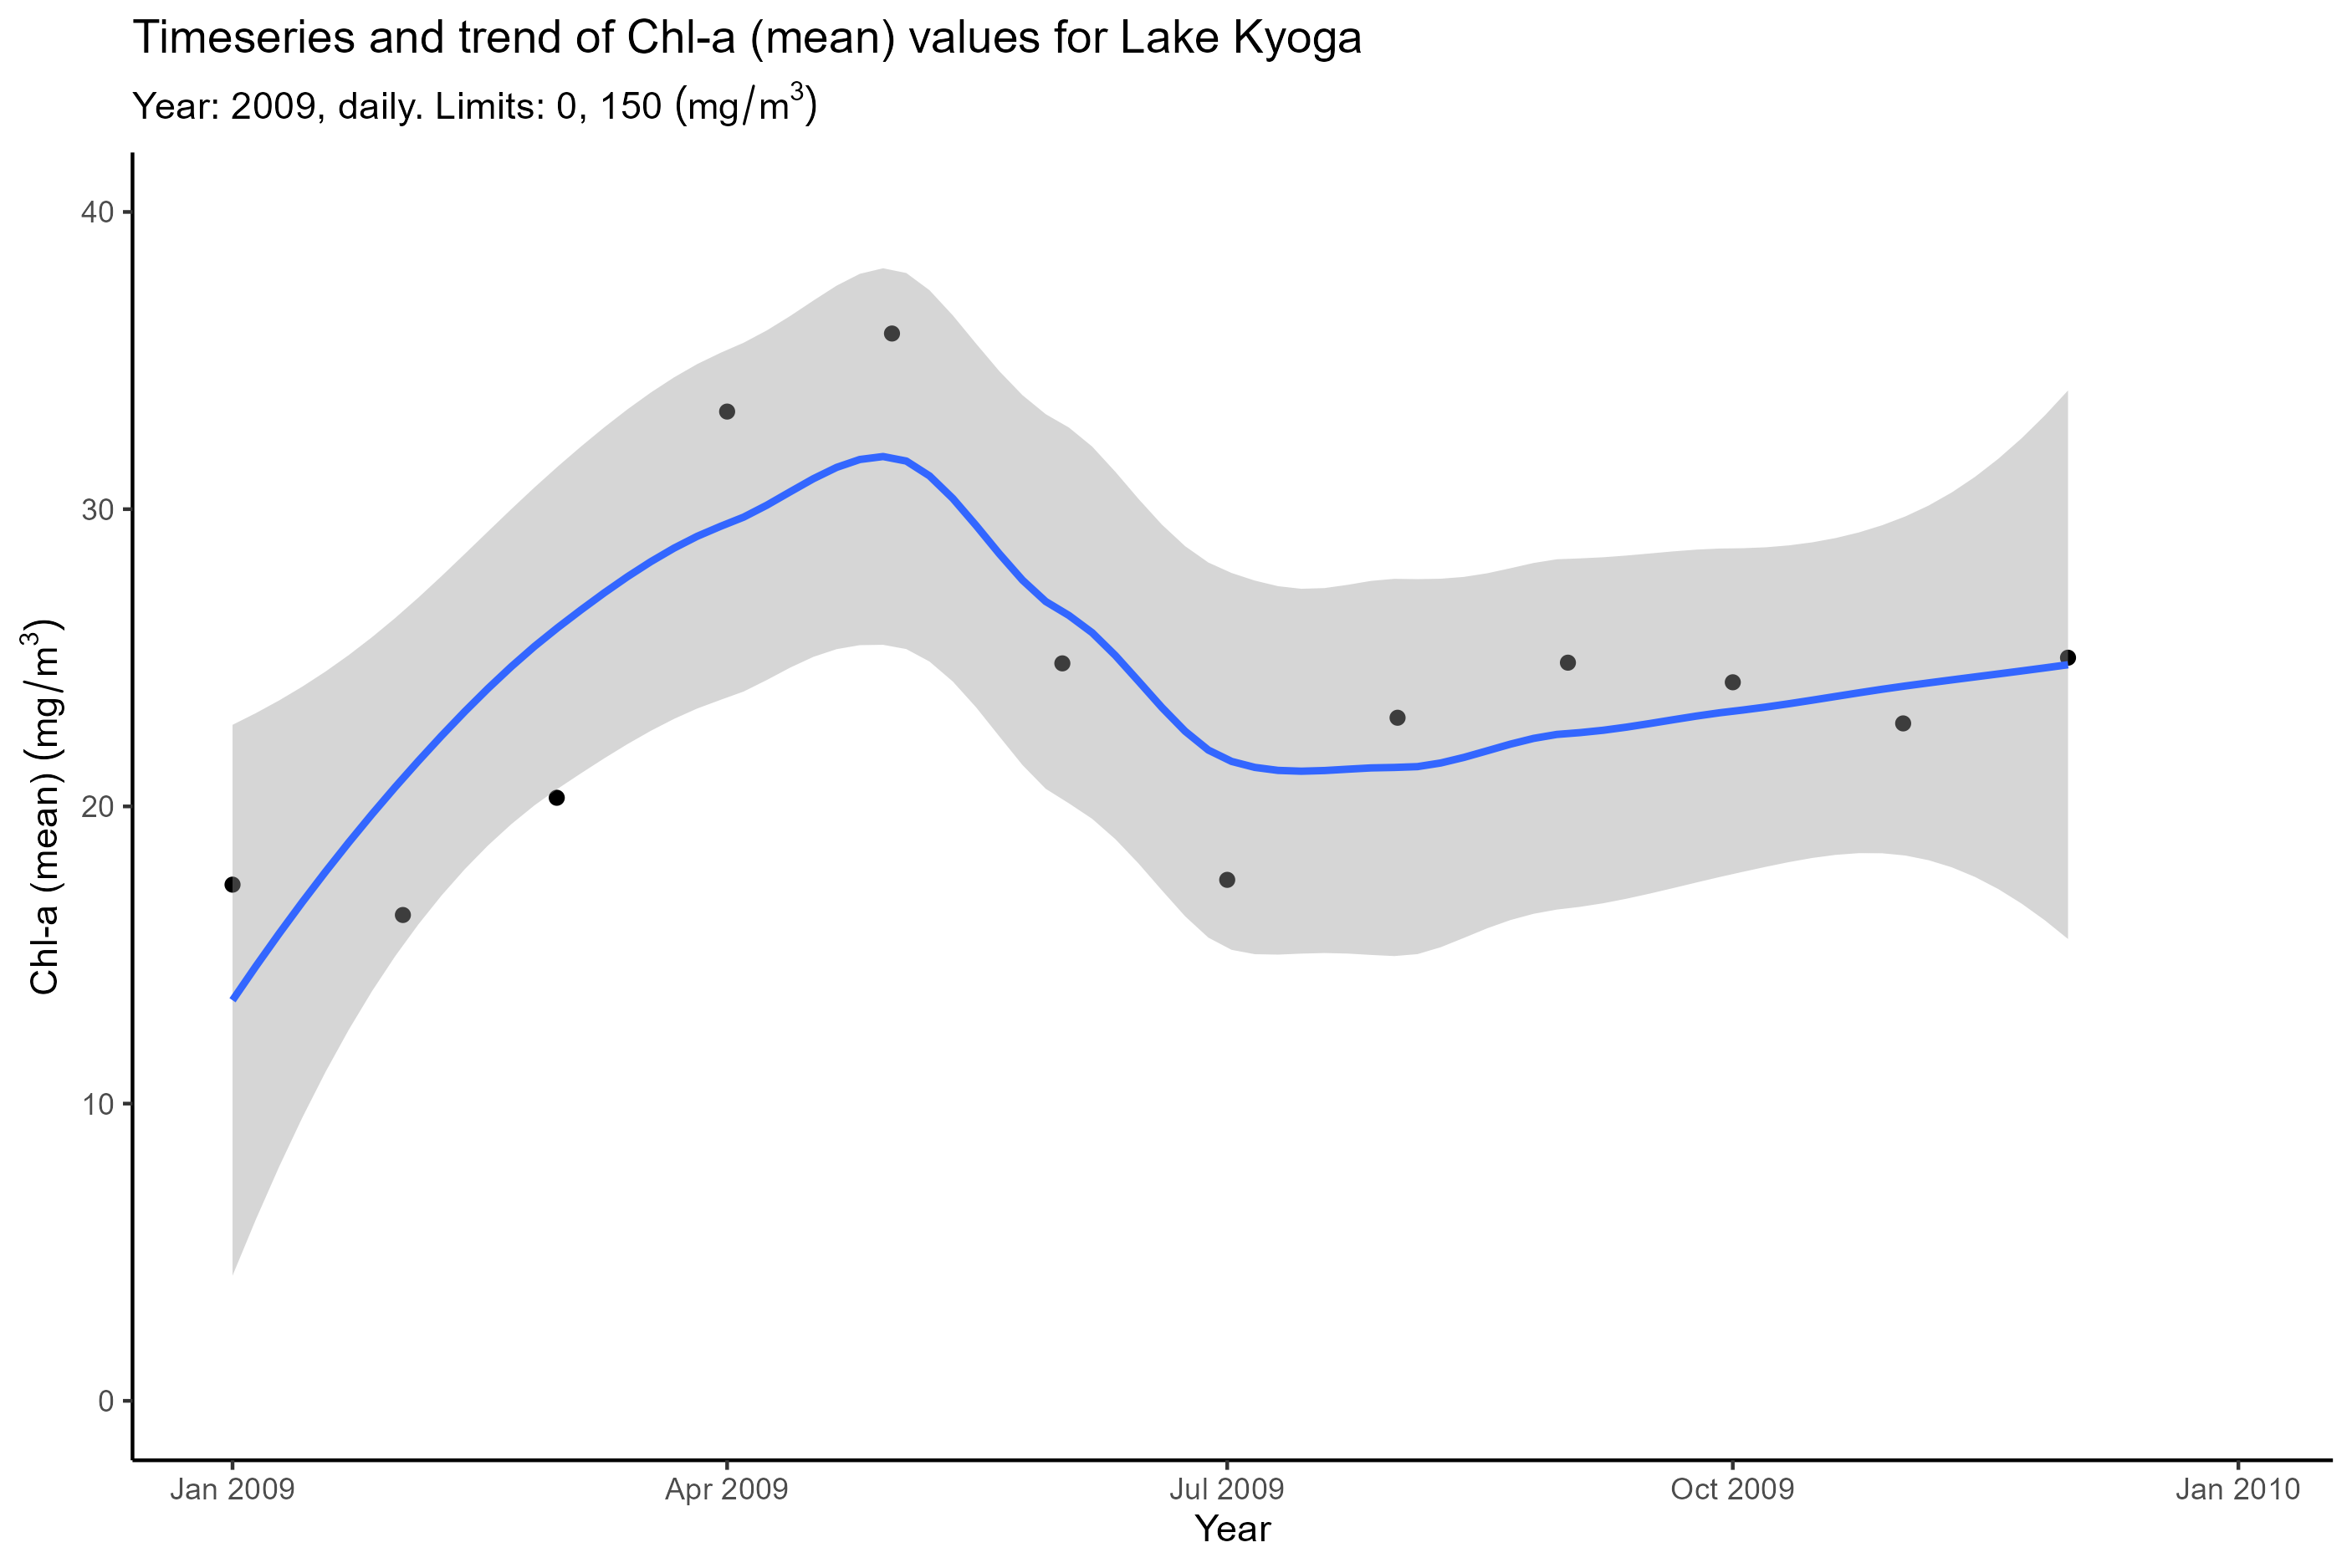 Timeseries and trend of Chl-a (mean) values for Lake Kyoga
Year: 2009, daily. Limits: 0, 150 (mg/m³)
Chl-a (mean) (mg/m³)
40
30
20
10
0
Jan 2009
Apr 2009
Jul 2009
Oct 2009
Jan 2010
Year